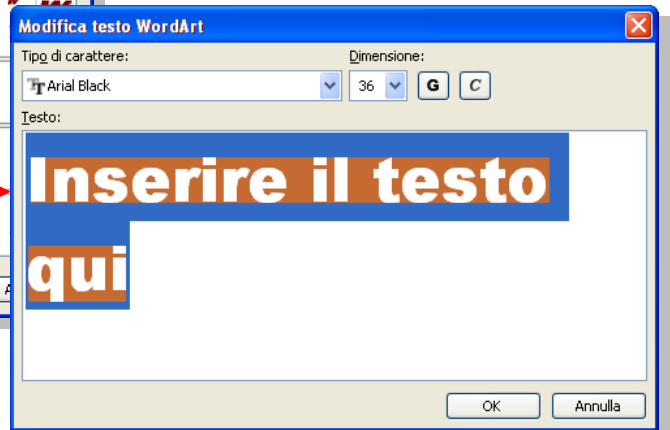 Modifica testo WordArt
Tipo di carattere:
Dimensione:
Arial Black
36
G
C
Testo:
Inserire il testo
qui
OK
Annulla